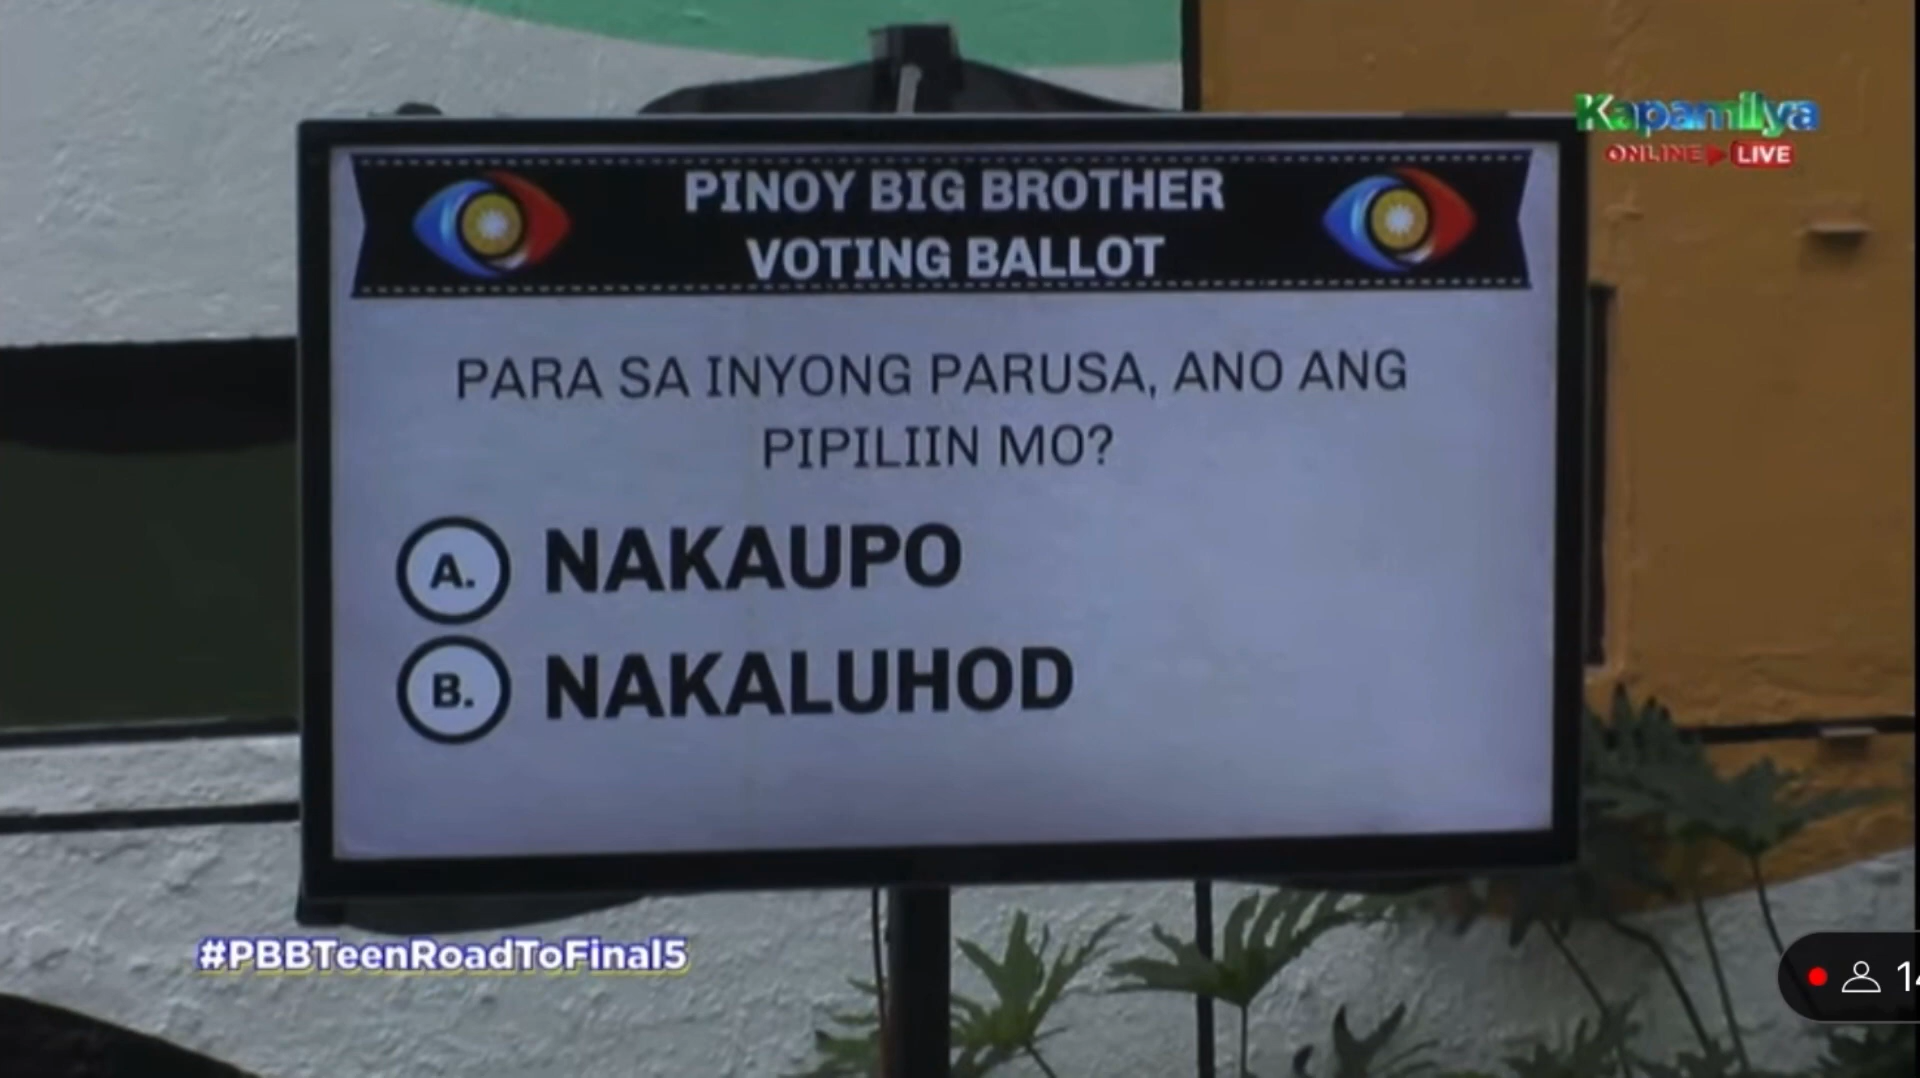 Kapamilya
ONLINE LIVE
PINOY BIG BROTHER
VOTING BALLOT
PARA SA INYONG PARUSA, ANO ANG
PIPILIIN MO?
A. NAKAUPO
B. NAKALUHOD
#PBBTeenRoadToFinal5